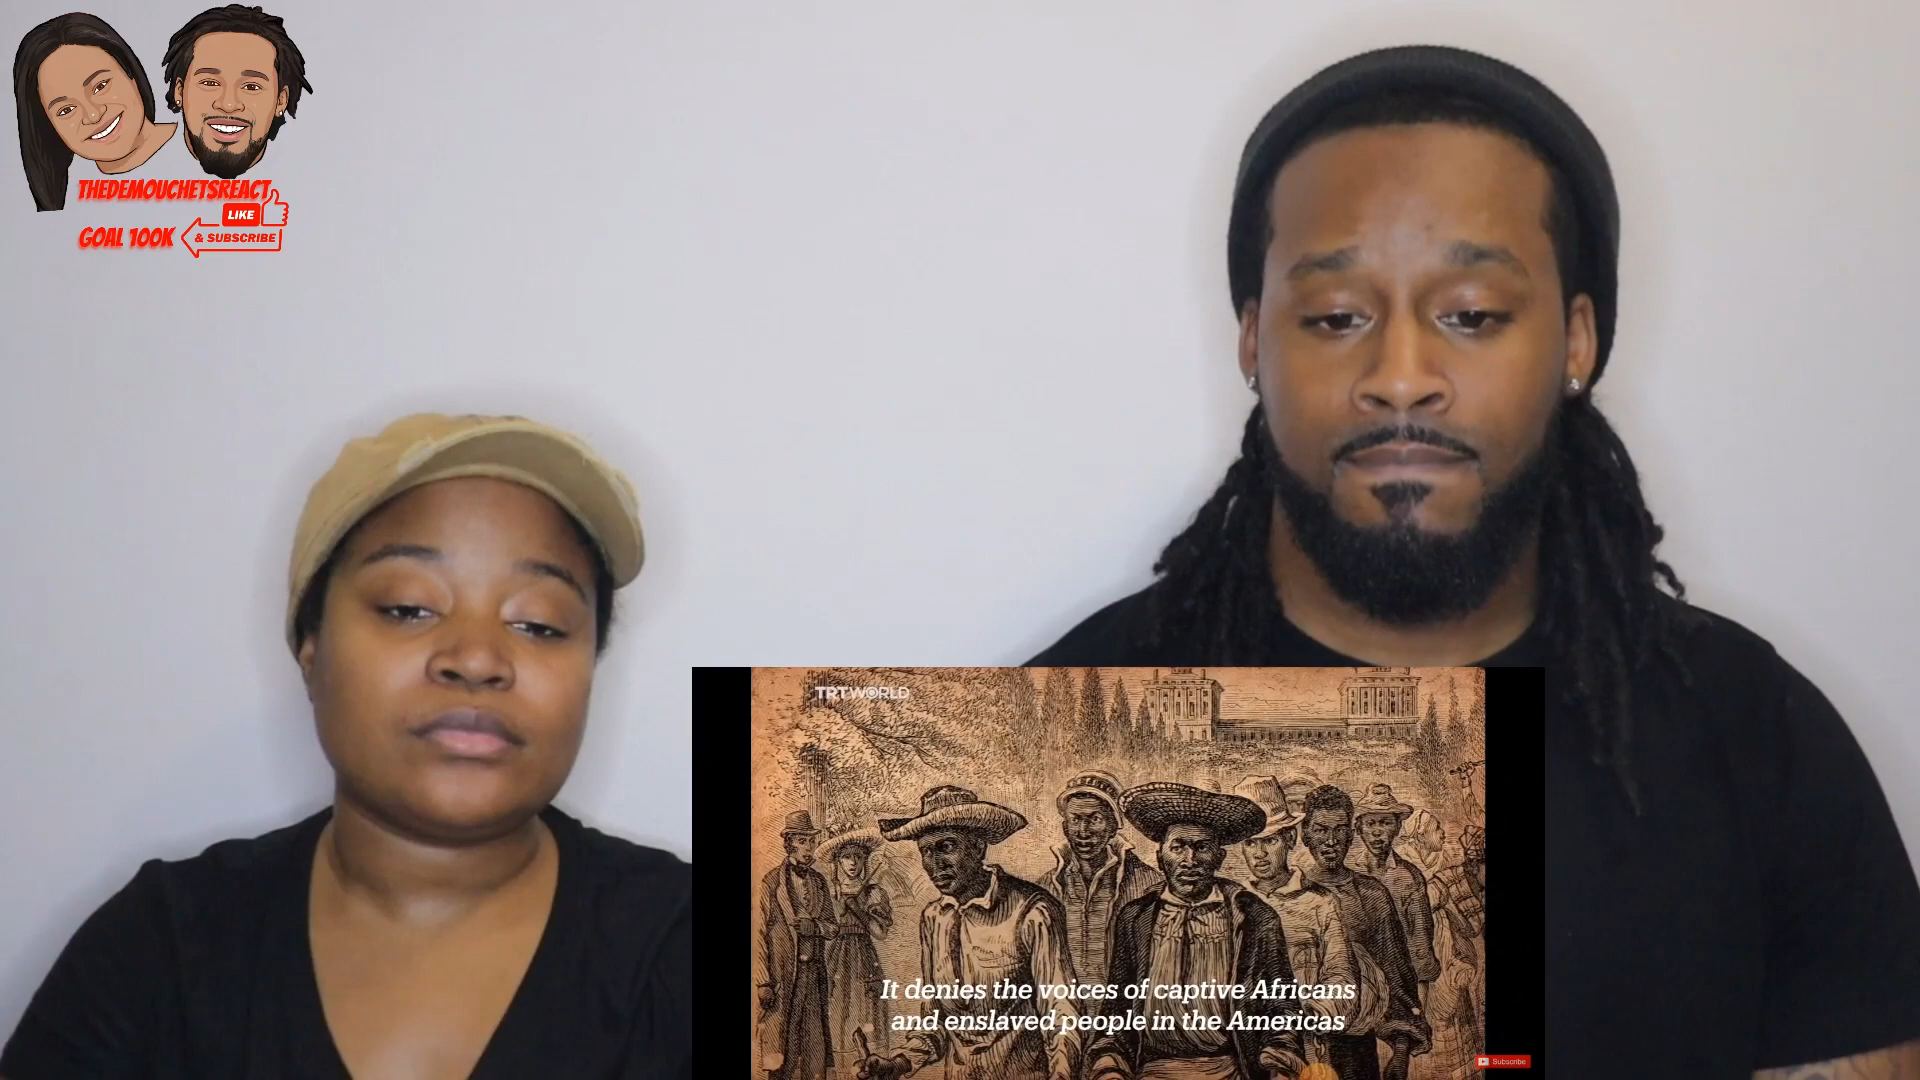 THEDEMOUCHETSREACT
LIKE
GOAL 100K
& SUBSCRIBE
TRT WORLD
It denies the voices of captive Africans
and enslaved people in the Americas
Subscribe